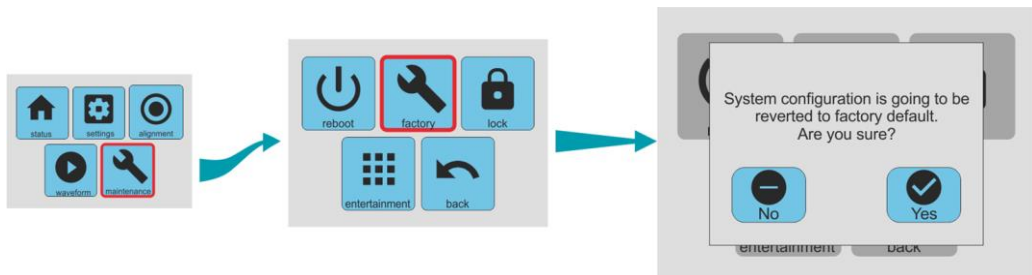 status settings alignment
waveform maintenance
reboot factory lock
entertainment back
System configuration is going to be
reverted to factory default.
Are you sure?
No Yes
entertainment back